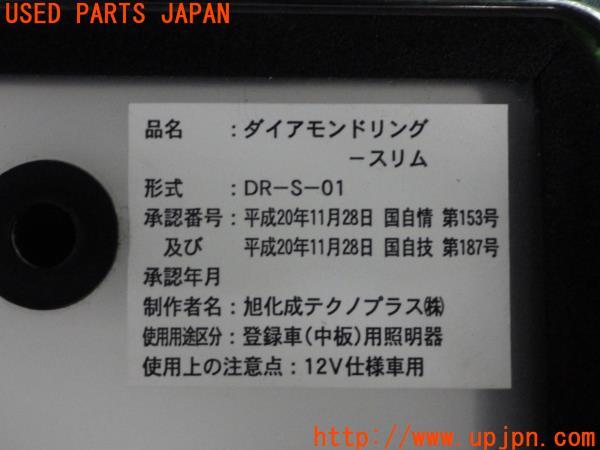 USED PARTS JAPAN
品名　：ダイアモンドリング
－スリム
形式　：DR－S－01
承認番号：平成20年11月28日 国自情 第153号
及び　平成20年11月28日 国自技 第187号
承認年月
制作者名：旭化成テクノプラス㈱
使用用途区分：登録車(中板)用照明器
使用上の注意点：12V仕様車用
http://www.upjpn.com/